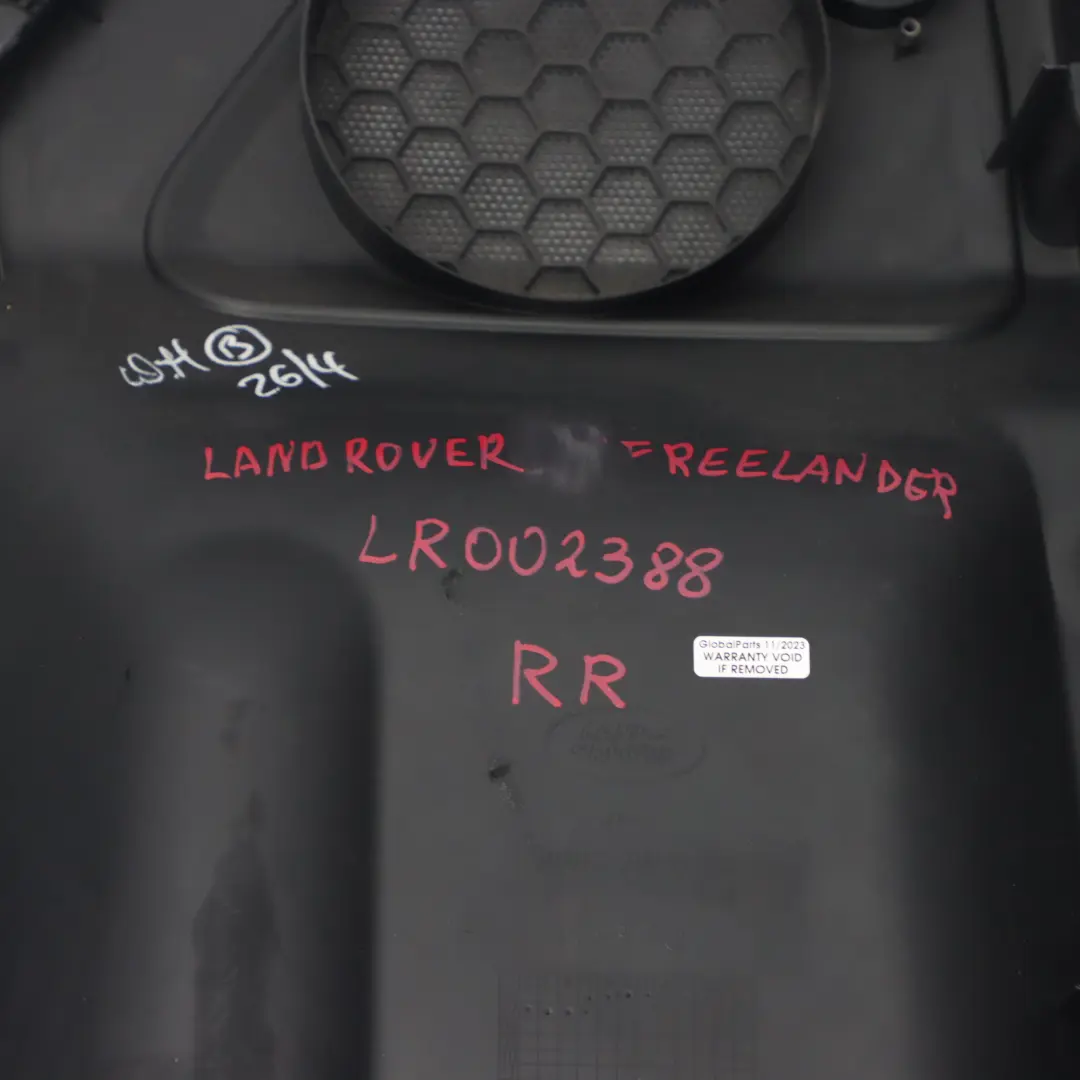 WH B
26/4
LAND ROVER FREELANDER
LR002388
RR
GlobalParts 11/2023
WARRANTY VOID
IF REMOVED